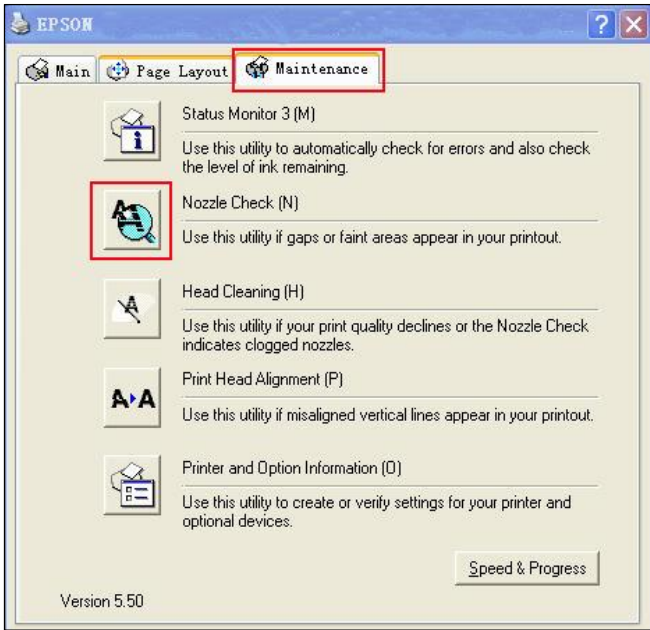 EPSON
Main
Page Layout
Maintenance
Status Monitor 3 (M)
Use this utility to automatically check for errors and also check
the level of ink remaining.
Nozzle Check (N)
Use this utility if gaps or faint areas appear in your printout.
Head Cleaning (H)
Use this utility if your print quality declines or the Nozzle Check
indicates clogged nozzles.
Print Head Alignment (P)
Use this utility if misaligned vertical lines appear in your printout.
Printer and Option Information (O)
Use this utility to create or verify settings for your printer and
optional devices.
Speed & Progress
Version 5.50